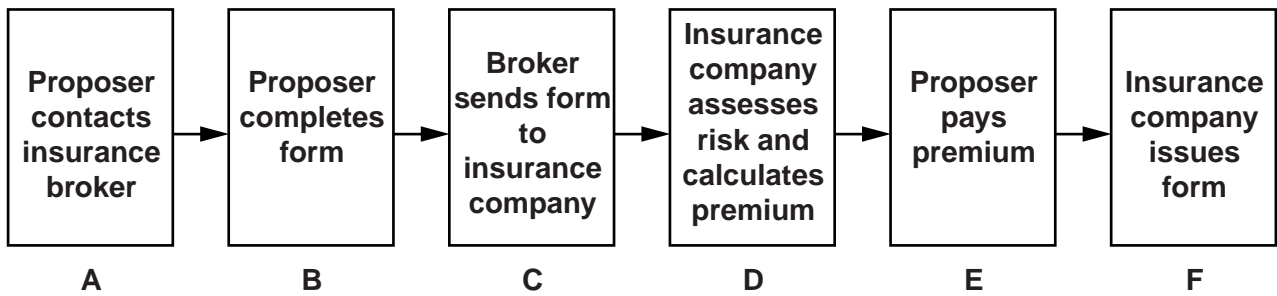 Proposer
contacts
insurance
broker
Proposer
completes
form
Broker
sends form
to
insurance
company
Insurance
company
assesses
risk and
calculates
premium
Proposer
pays
premium
Insurance
company
issues
form
A
B
C
D
E
F